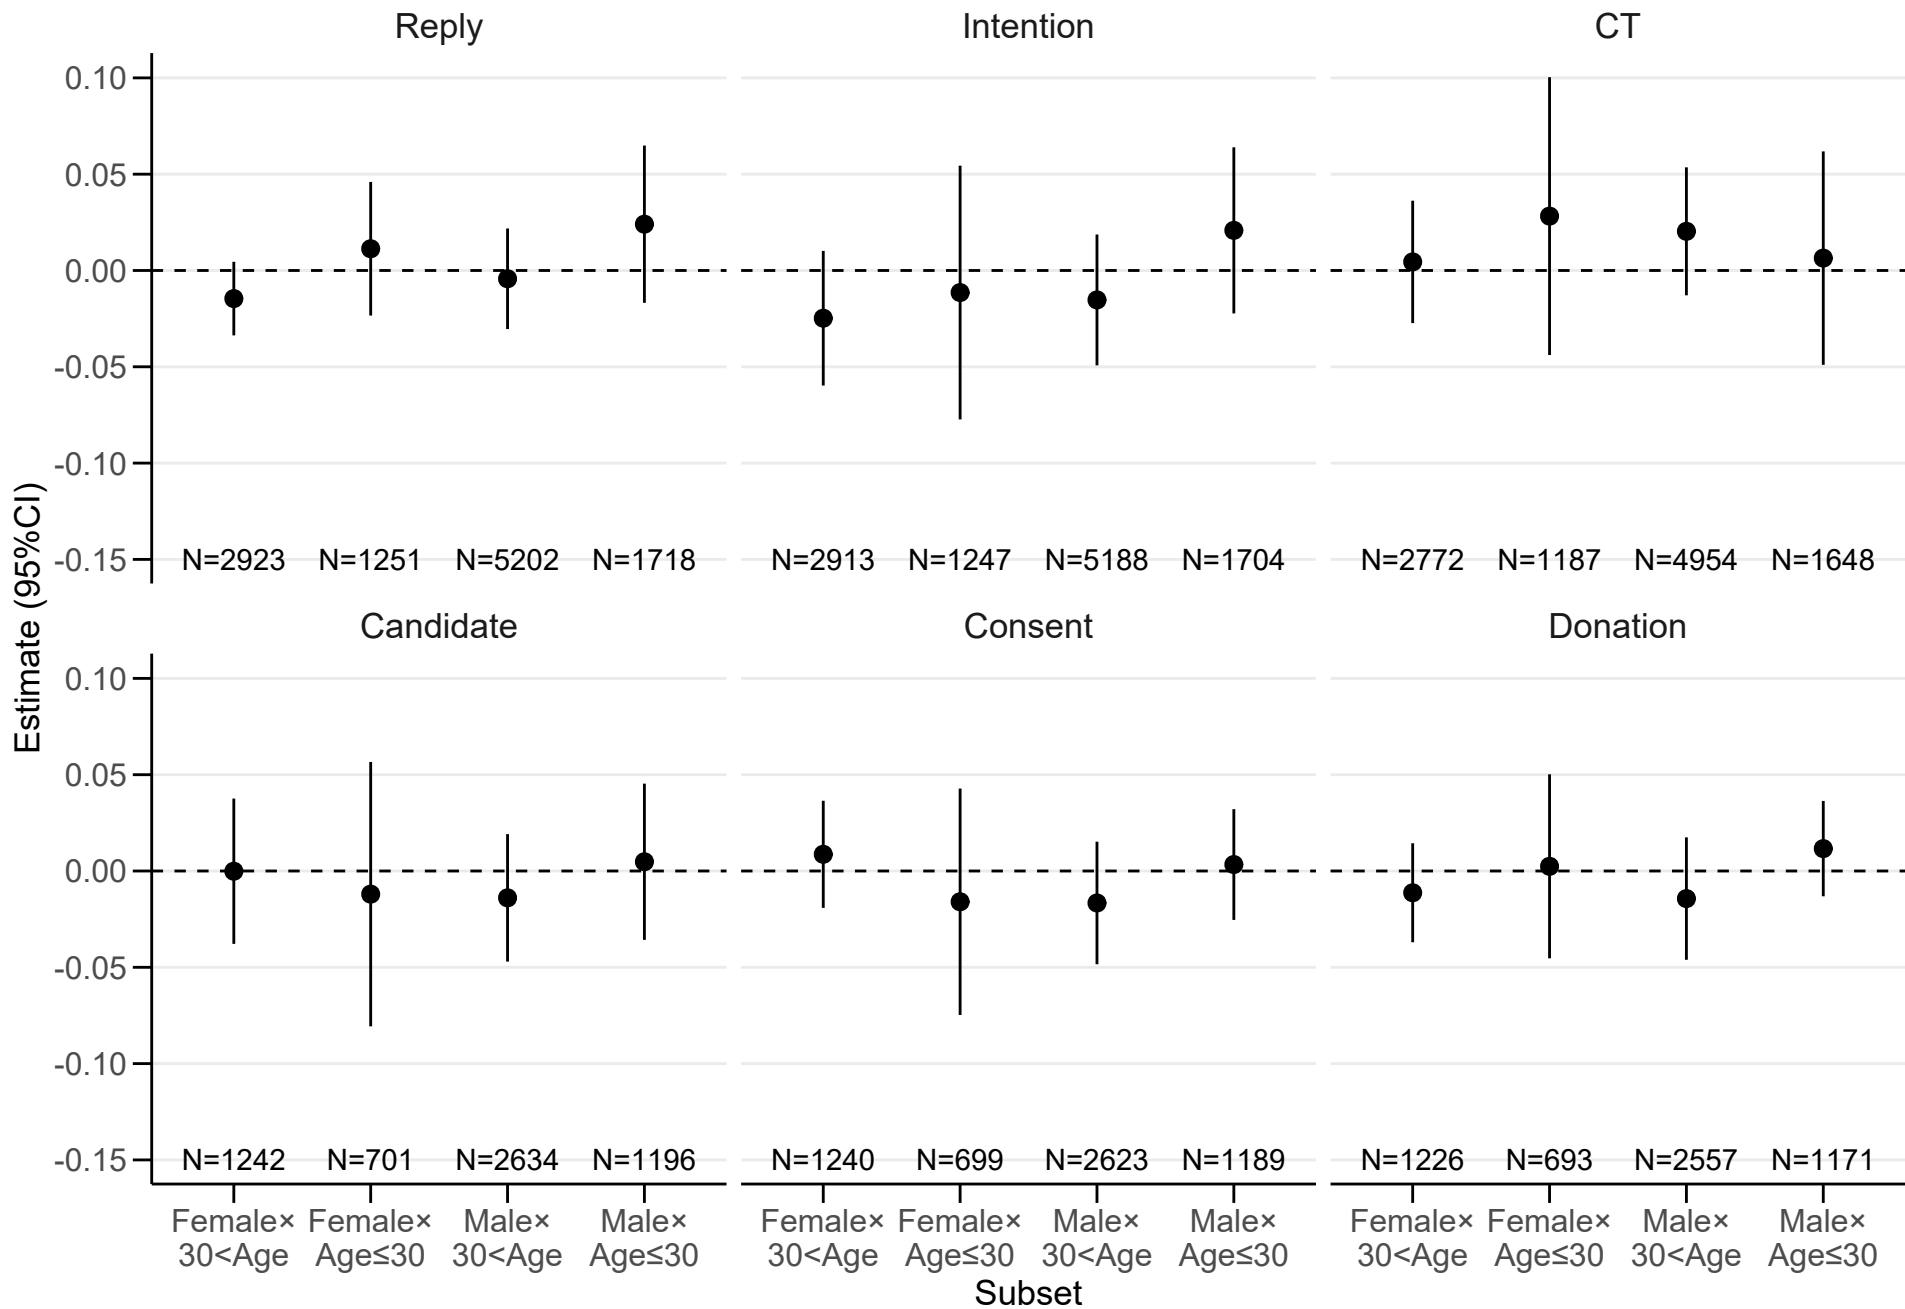 Reply Intention CT
0.10
0.05
0.00
-0.05
-0.10
-0.15
N=2923 N=1251 N=5202 N=1718 N=2913 N=1247 N=5188 N=1704 N=2772 N=1187 N=4954 N=1648
Estimate (95%CI)
Candidate Consent Donation
0.10
0.05
0.00
-0.05
-0.10
-0.15
N=1242 N=701 N=2634 N=1196 N=1240 N=699 N=2623 N=1189 N=1226 N=693 N=2557 N=1171
Female× Female× Male× Male× Female× Female× Male× Male× Female× Female× Male× Male×
30<Age Age≤30 30<Age Age≤30 30<Age Age≤30 30<Age Age≤30 30<Age Age≤30 30<Age Age≤30
Subset